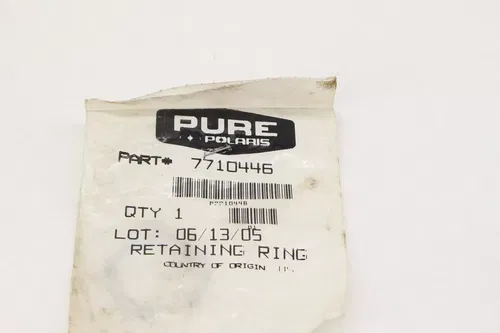 PURE
POLARIS
PART# 7710446
QTY 1
LOT: 06/13/05
RETAINING RING
COUNTRY OF ORIGIN